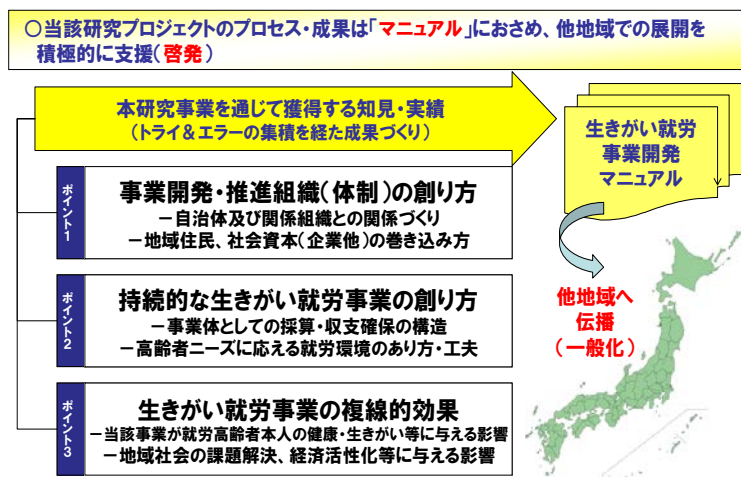 ○当該研究プロジェクトのプロセス・成果は「マニュアル」におさめ、他地域での展開を
積極的に支援(啓発)
本研究事業を通じて獲得する知見・実績
(トライ&エラーの集積を経た成果づくり)
生きがい就労
事業開発
マニュアル
ポイント1
事業開発・推進組織(体制)の創り方
－自治体及び関係組織との関係づくり
－地域住民、社会資本(企業他)の巻き込み方
ポイント2
持続的な生きがい就労事業の創り方
－事業体としての採算・収支確保の構造
－高齢者ニーズに応える就労環境のあり方・工夫
ポイント3
生きがい就労事業の複線的効果
－当該事業が就労高齢者本人の健康・生きがい等に与える影響
－地域社会の課題解決、経済活性化等に与える影響
他地域へ
伝播
(一般化)